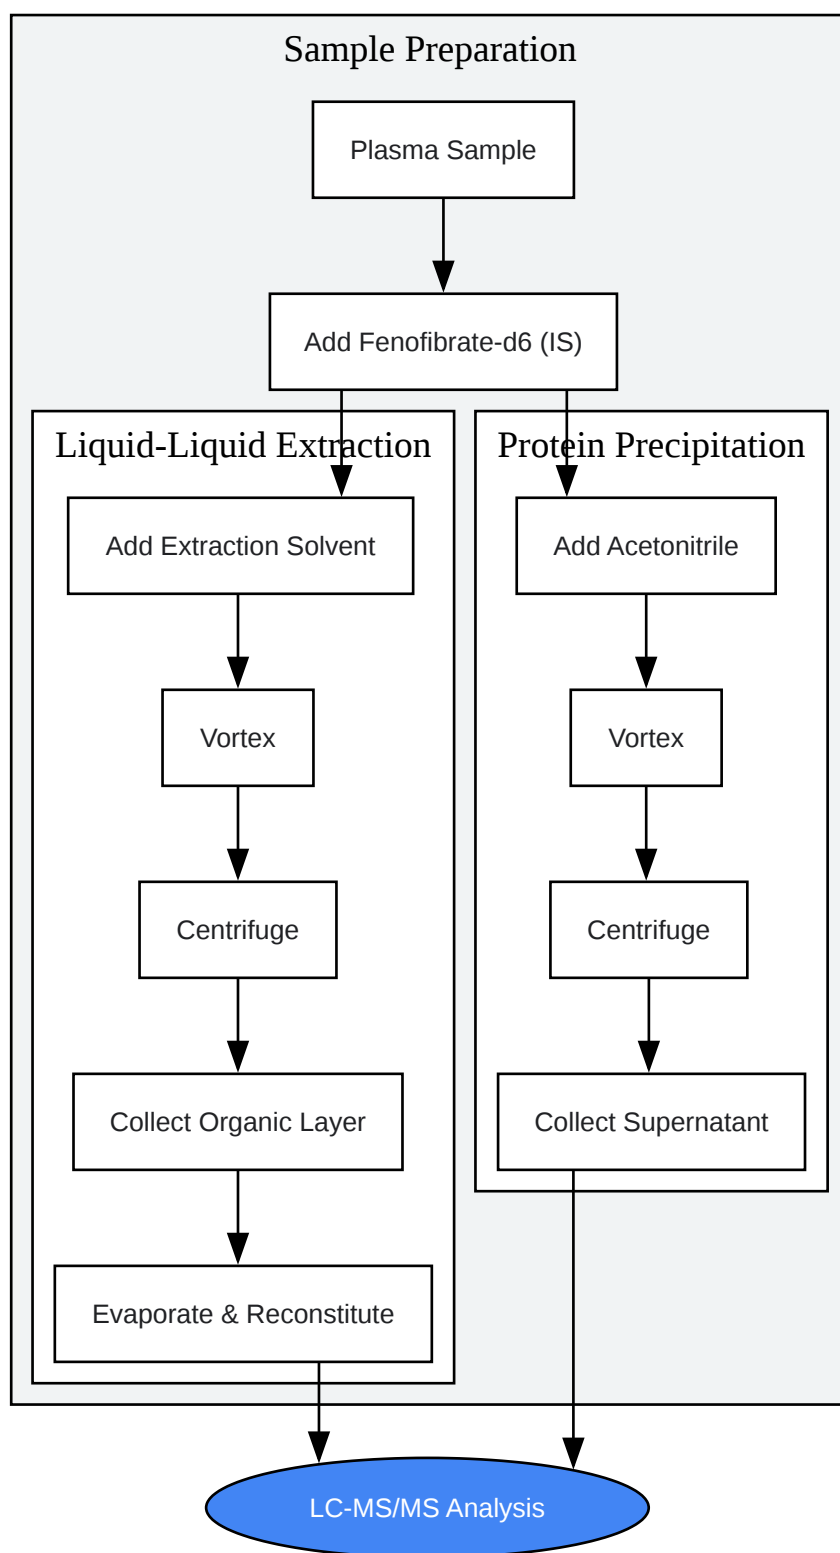 Sample Preparation
Plasma Sample
Add Fenofibrate-d6 (IS)
Liquid-Liquid Extraction
Add Extraction Solvent
Vortex
Centrifuge
Collect Organic Layer
Evaporate & Reconstitute
Protein Precipitation
Add Acetonitrile
Vortex
Centrifuge
Collect Supernatant
LC-MS/MS Analysis